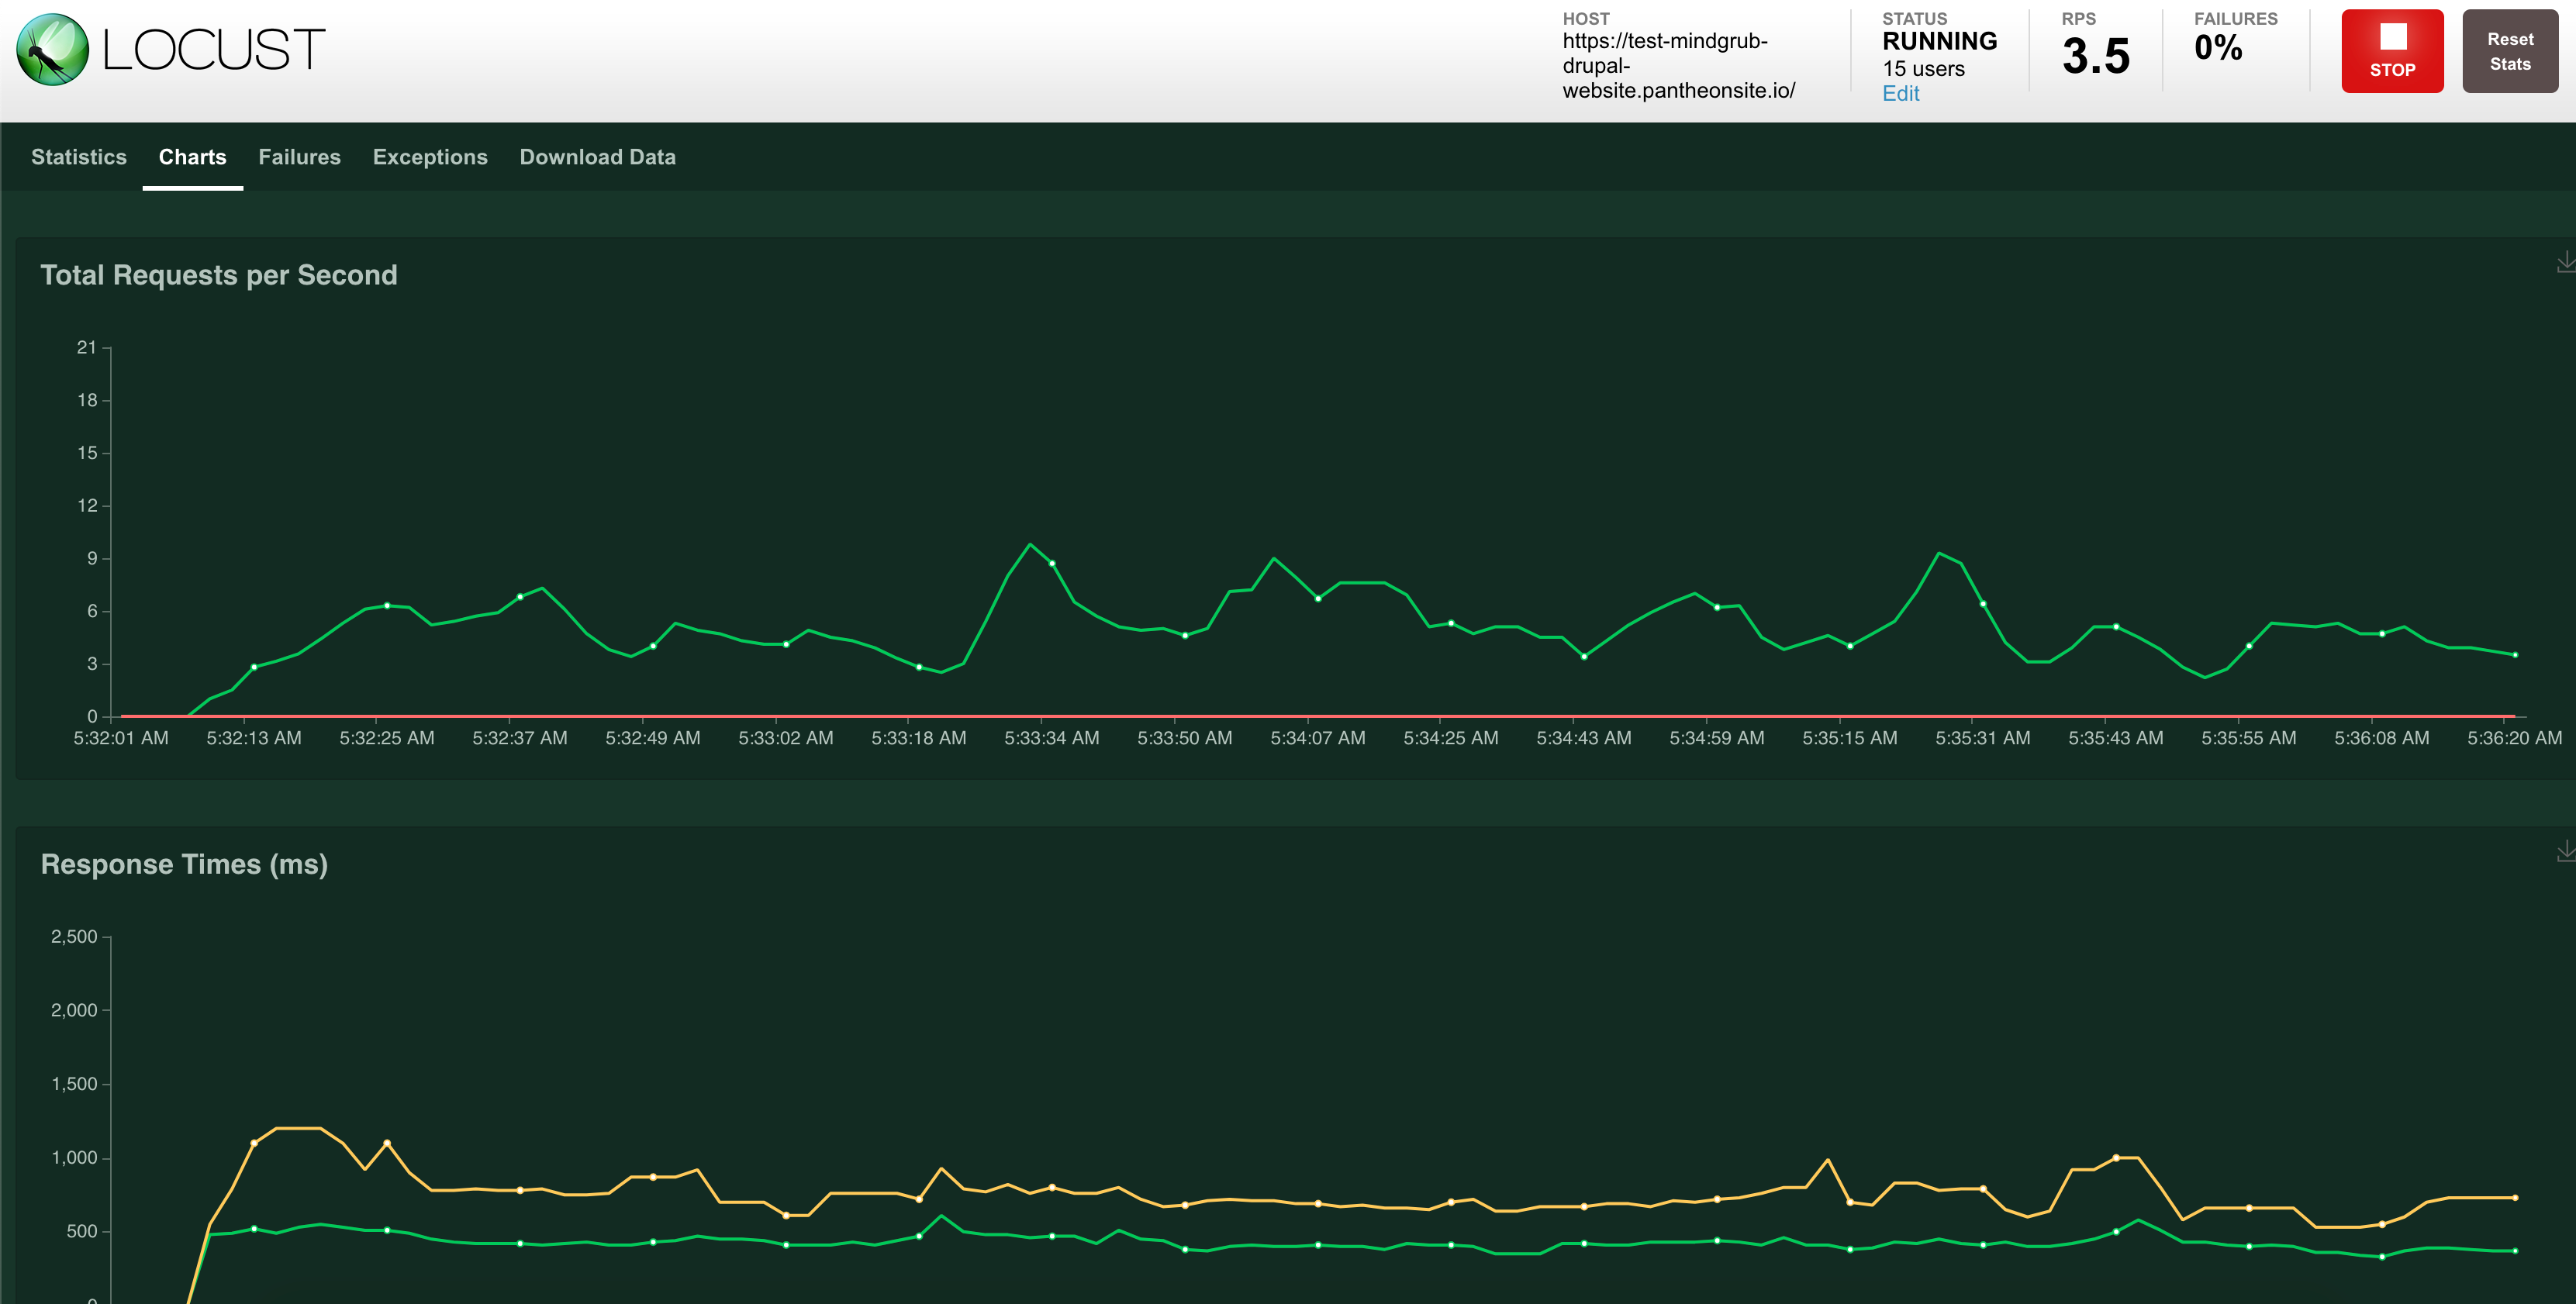 LOCUST
HOST
https://test-mindgrub-
drupal-
website.pantheonsite.io/
STATUS
RUNNING
15 users
Edit
RPS
3.5
FAILURES
0%
STOP
Reset
Stats
Statistics Charts Failures Exceptions Download Data
Total Requests per Second
21
18
15
12
9
6
3
0
5:32:01 AM 5:32:13 AM 5:32:25 AM 5:32:37 AM 5:32:49 AM 5:33:02 AM 5:33:18 AM 5:33:34 AM 5:33:50 AM 5:34:07 AM 5:34:25 AM 5:34:43 AM 5:34:59 AM 5:35:15 AM 5:35:31 AM 5:35:43 AM 5:35:55 AM 5:36:08 AM 5:36:20 AM
Response Times (ms)
2,500
2,000
1,500
1,000
500
0